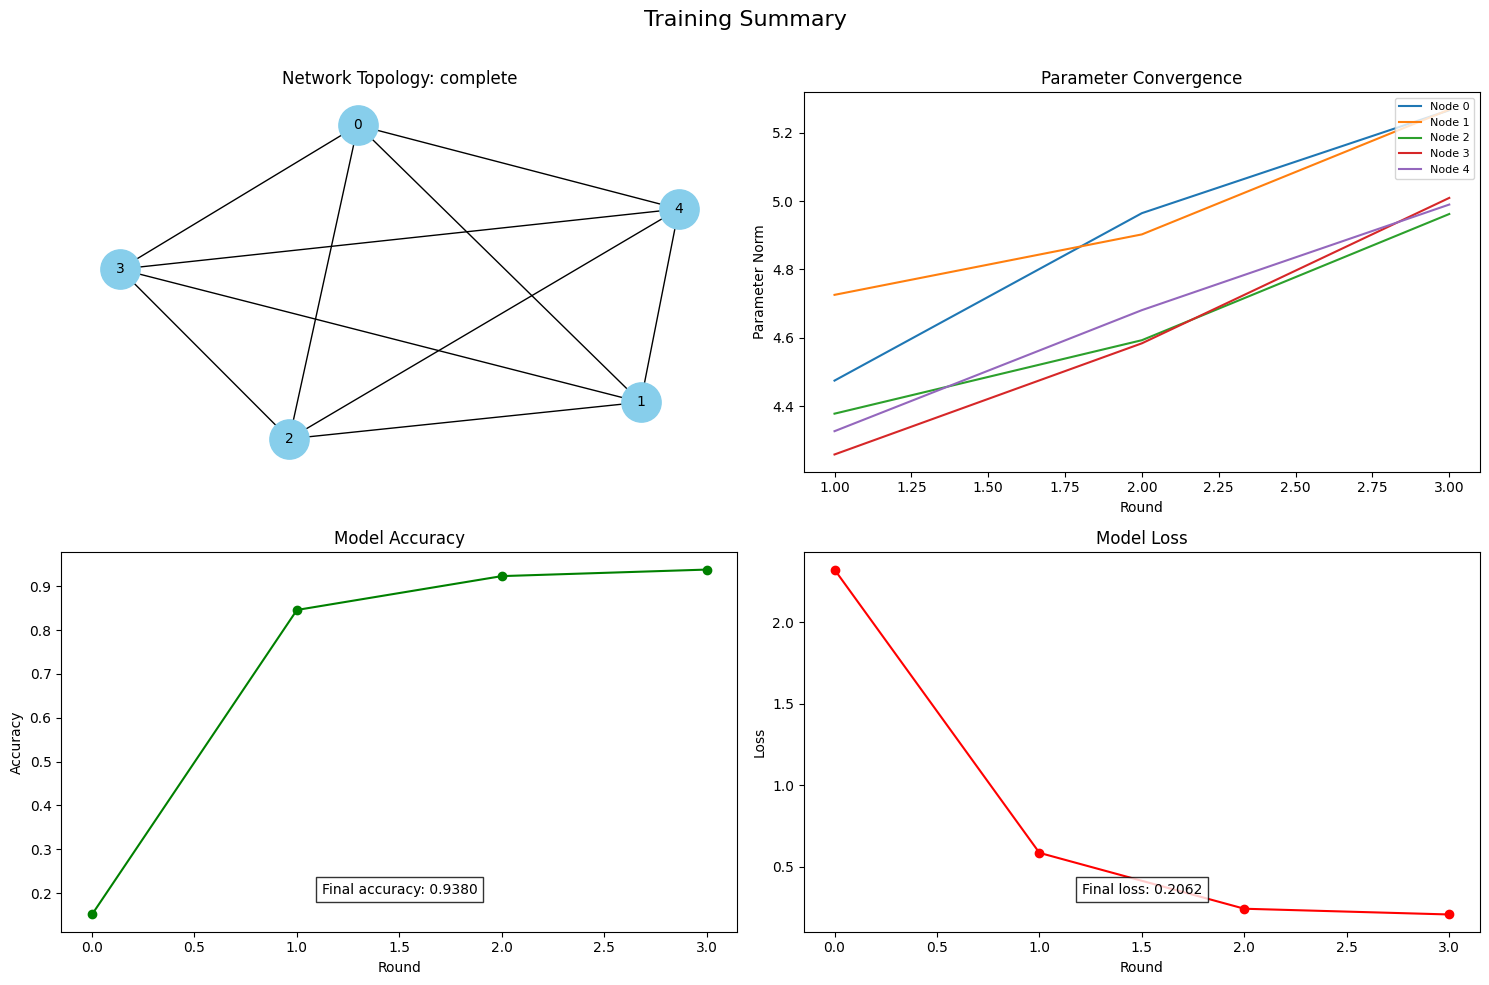 Training Summary
Network Topology: complete
0
4
3
1
2
Parameter Convergence
Node 0
Node 1
Node 2
Node 3
Node 4
5.2
5.0
4.8
4.6
4.4
Parameter Norm
1.00 1.25 1.50 1.75 2.00 2.25 2.50 2.75 3.00
Round
Model Accuracy
0.9
0.8
0.7
0.6
0.5
0.4
0.3
0.2
Accuracy
Final accuracy: 0.9380
0.0 0.5 1.0 1.5 2.0 2.5 3.0
Round
Model Loss
2.0
1.5
1.0
0.5
Loss
Final loss: 0.2062
0.0 0.5 1.0 1.5 2.0 2.5 3.0
Round